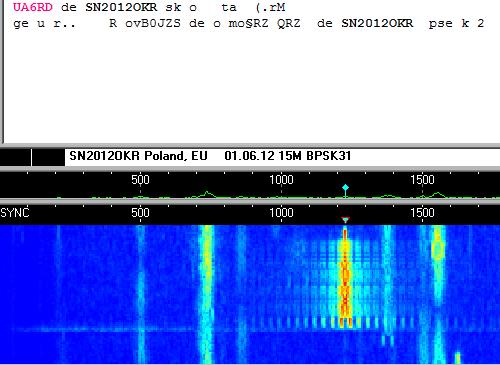 UA6RD de SN2012OKR sk o   ta   (.rM
ge u r..     R ovB0JZS de o mo§RZ QRZ  de SN2012OKR  pse k 2
SN2012OKR Poland, EU     01.06.12 15M BPSK31
500 1000 1500
SYNC 500 1000 1500